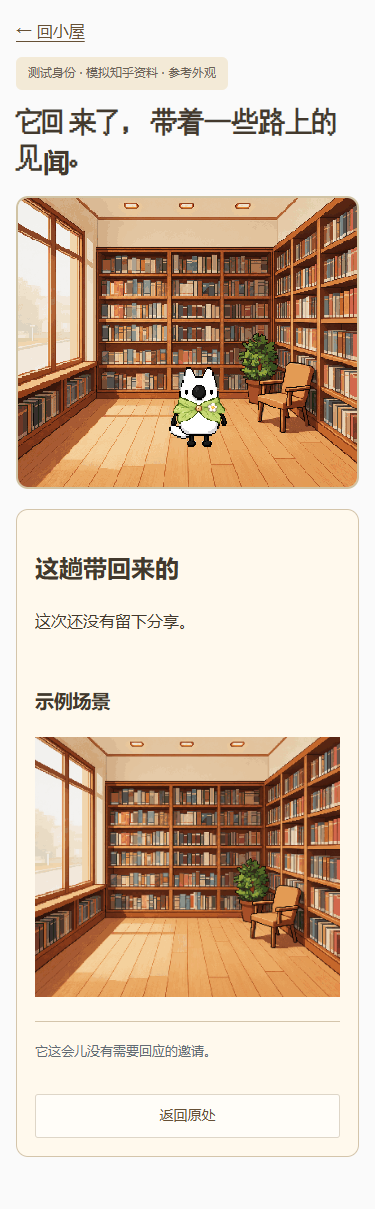 ← 回小屋
测试身份 · 模拟知乎资料 · 参考外观
它回来了，带着一些路上的
见闻。
这趟带回来的
这次还没有留下分享。
示例场景
它这会儿没有需要回应的邀请。
返回原处